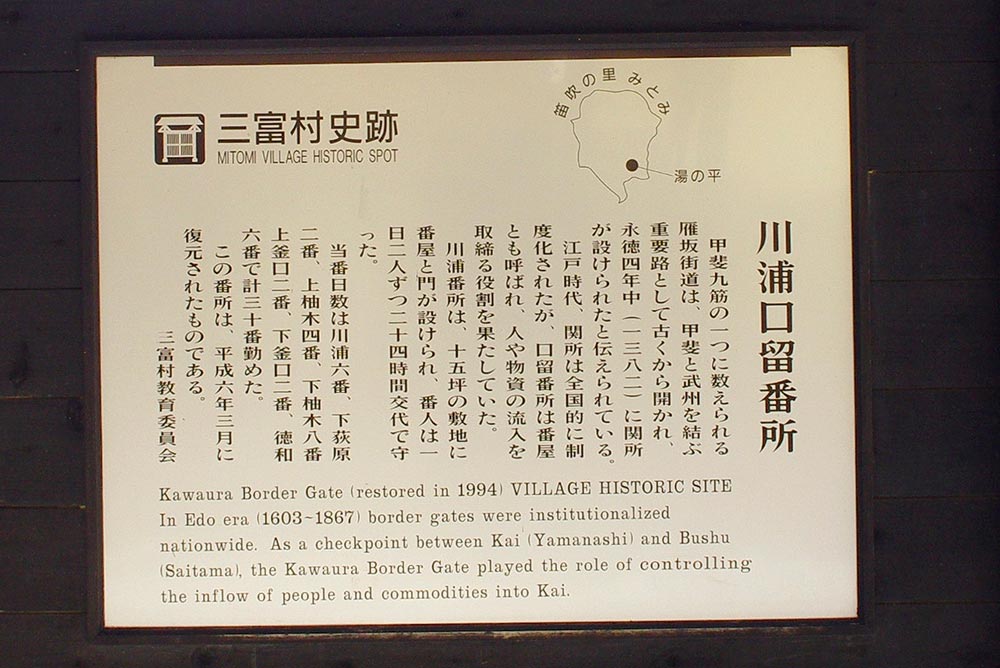 三富村史跡
MITOMI VILLAGE HISTORIC SPOT
笛吹の里 みとみ
湯の平
川浦口留番所
甲斐九筋の一つに数えられる
雁坂街道は、甲斐と武州を結ぶ
重要路として古くから開かれ、
永徳四年中(一三八二)に関所
が設けられたと伝えられている。
江戸時代、関所は全国的に制
度化されたが、口留番所は番屋
とも呼ばれ、人や物資の流入を
取締る役割を果たしていた。
川浦番所は、十五坪の敷地に
番屋と門が設けられ、番人は一
日二人ずつ二十四時間交代で守
った。
当番日数は川浦六番、下荻原
二番、上柚木四番、下柚木八番
上釜口二番、下釜口二番、徳和
六番で計三十番勤めた。
この番所は、平成六年三月に
復元されたものである。
三富村教育委員会
Kawaura Border Gate (restored in 1994) VILLAGE HISTORIC SITE
In Edo era (1603~1867) border gates were institutionalized
nationwide. As a checkpoint between Kai (Yamanashi) and Bushu
(Saitama), the Kawaura Border Gate played the role of controlling
the inflow of people and commodities into Kai.